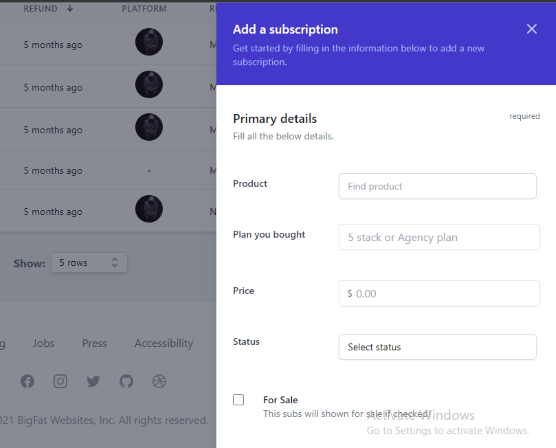 REFUND PLATFORM R
5 months ago M
5 months ago M
5 months ago M
5 months ago - M
5 months ago N
Show: 5 rows
g Jobs Press Accessibility
021 BigFat Websites, Inc. All rights reserved.
Add a subscription
Get started by filling in the information below to add a new
subscription.
Primary details
required
Fill all the below details.
Product Find product
Plan you bought 5 stack or Agency plan
Price $ 0.00
Status Select status
For Sale
This subs will shown for sale if checked!
Activate Windows
Go to Settings to activate Windows.